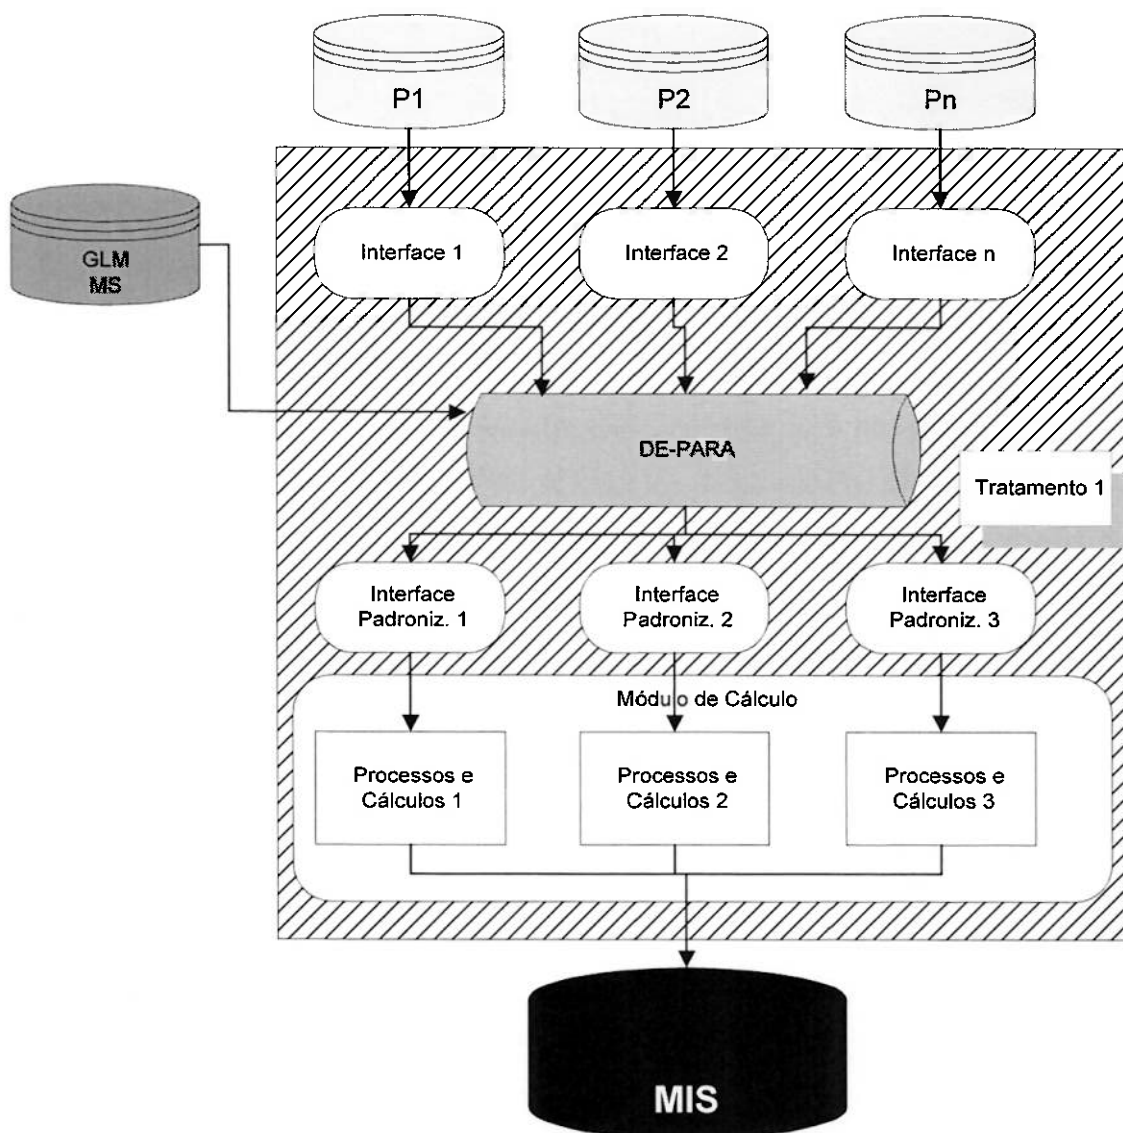 P1
P2
Pn
GLM
MS
Interface 1
Interface 2
Interface n
DE-PARA
Tratamento 1
Interface
Padroniz. 1
Interface
Padroniz. 2
Interface
Padroniz. 3
Módulo de Cálculo
Processos e
Cálculos 1
Processos e
Cálculos 2
Processos e
Cálculos 3
MIS